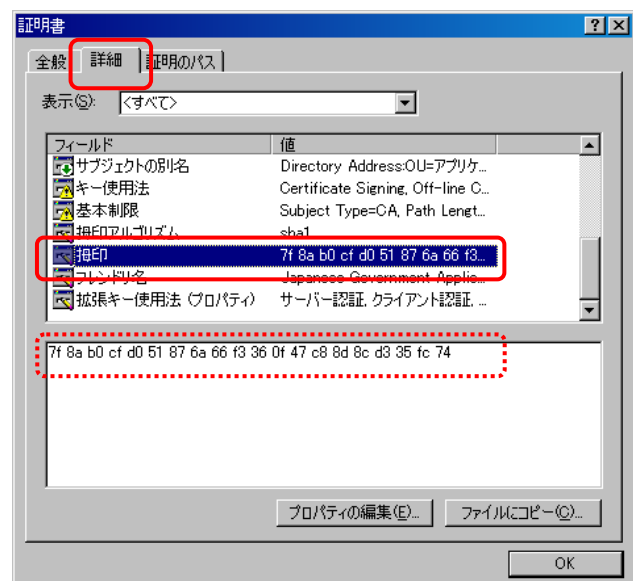 証明書
全般 詳細 証明のパス
表示(S): <すべて>
フィールド 値
サブジェクトの別名 Directory Address:OU=アプリケ...
キー使用法 Certificate Signing, Off-line C...
基本制限 Subject Type=CA, Path Lengt...
拇印アルゴリズム sha1
拇印 7f 8a b0 cf d0 51 87 6a 66 f3...
フレンドリ名 Japanese Government Applic...
拡張キー使用法 (プロパティ) サーバー認証, クライアント認証, ...
7f 8a b0 cf d0 51 87 6a 66 f3 36 0f 47 c8 8d 8c d3 35 fc 74
プロパティの編集(E)... ファイルにコピー(C)...
OK